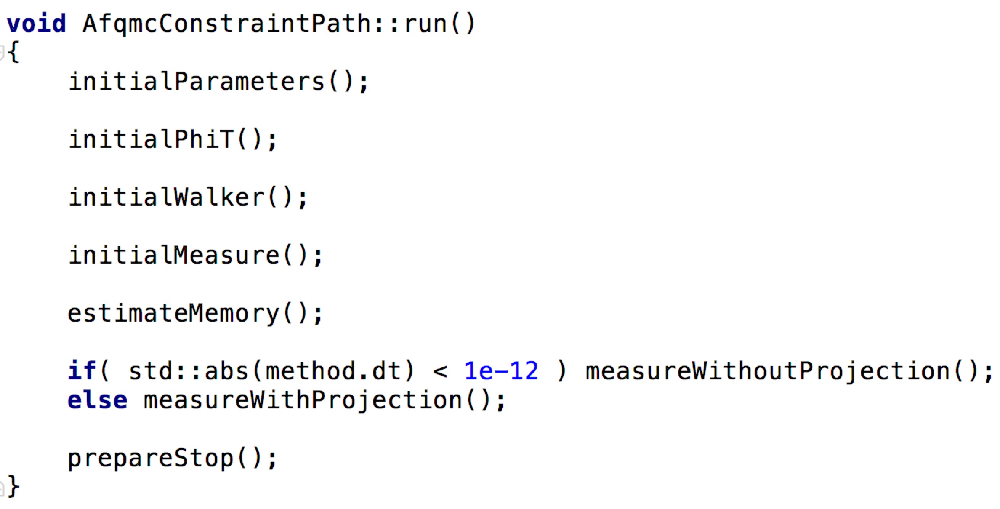 void AfqmcConstraintPath::run()
{
    initialParameters();
    initialPhiT();
    initialWalker();
    initialMeasure();
    estimateMemory();
    if( std::abs(method.dt) < 1e-12 ) measureWithoutProjection();
    else measureWithProjection();
    prepareStop();
}